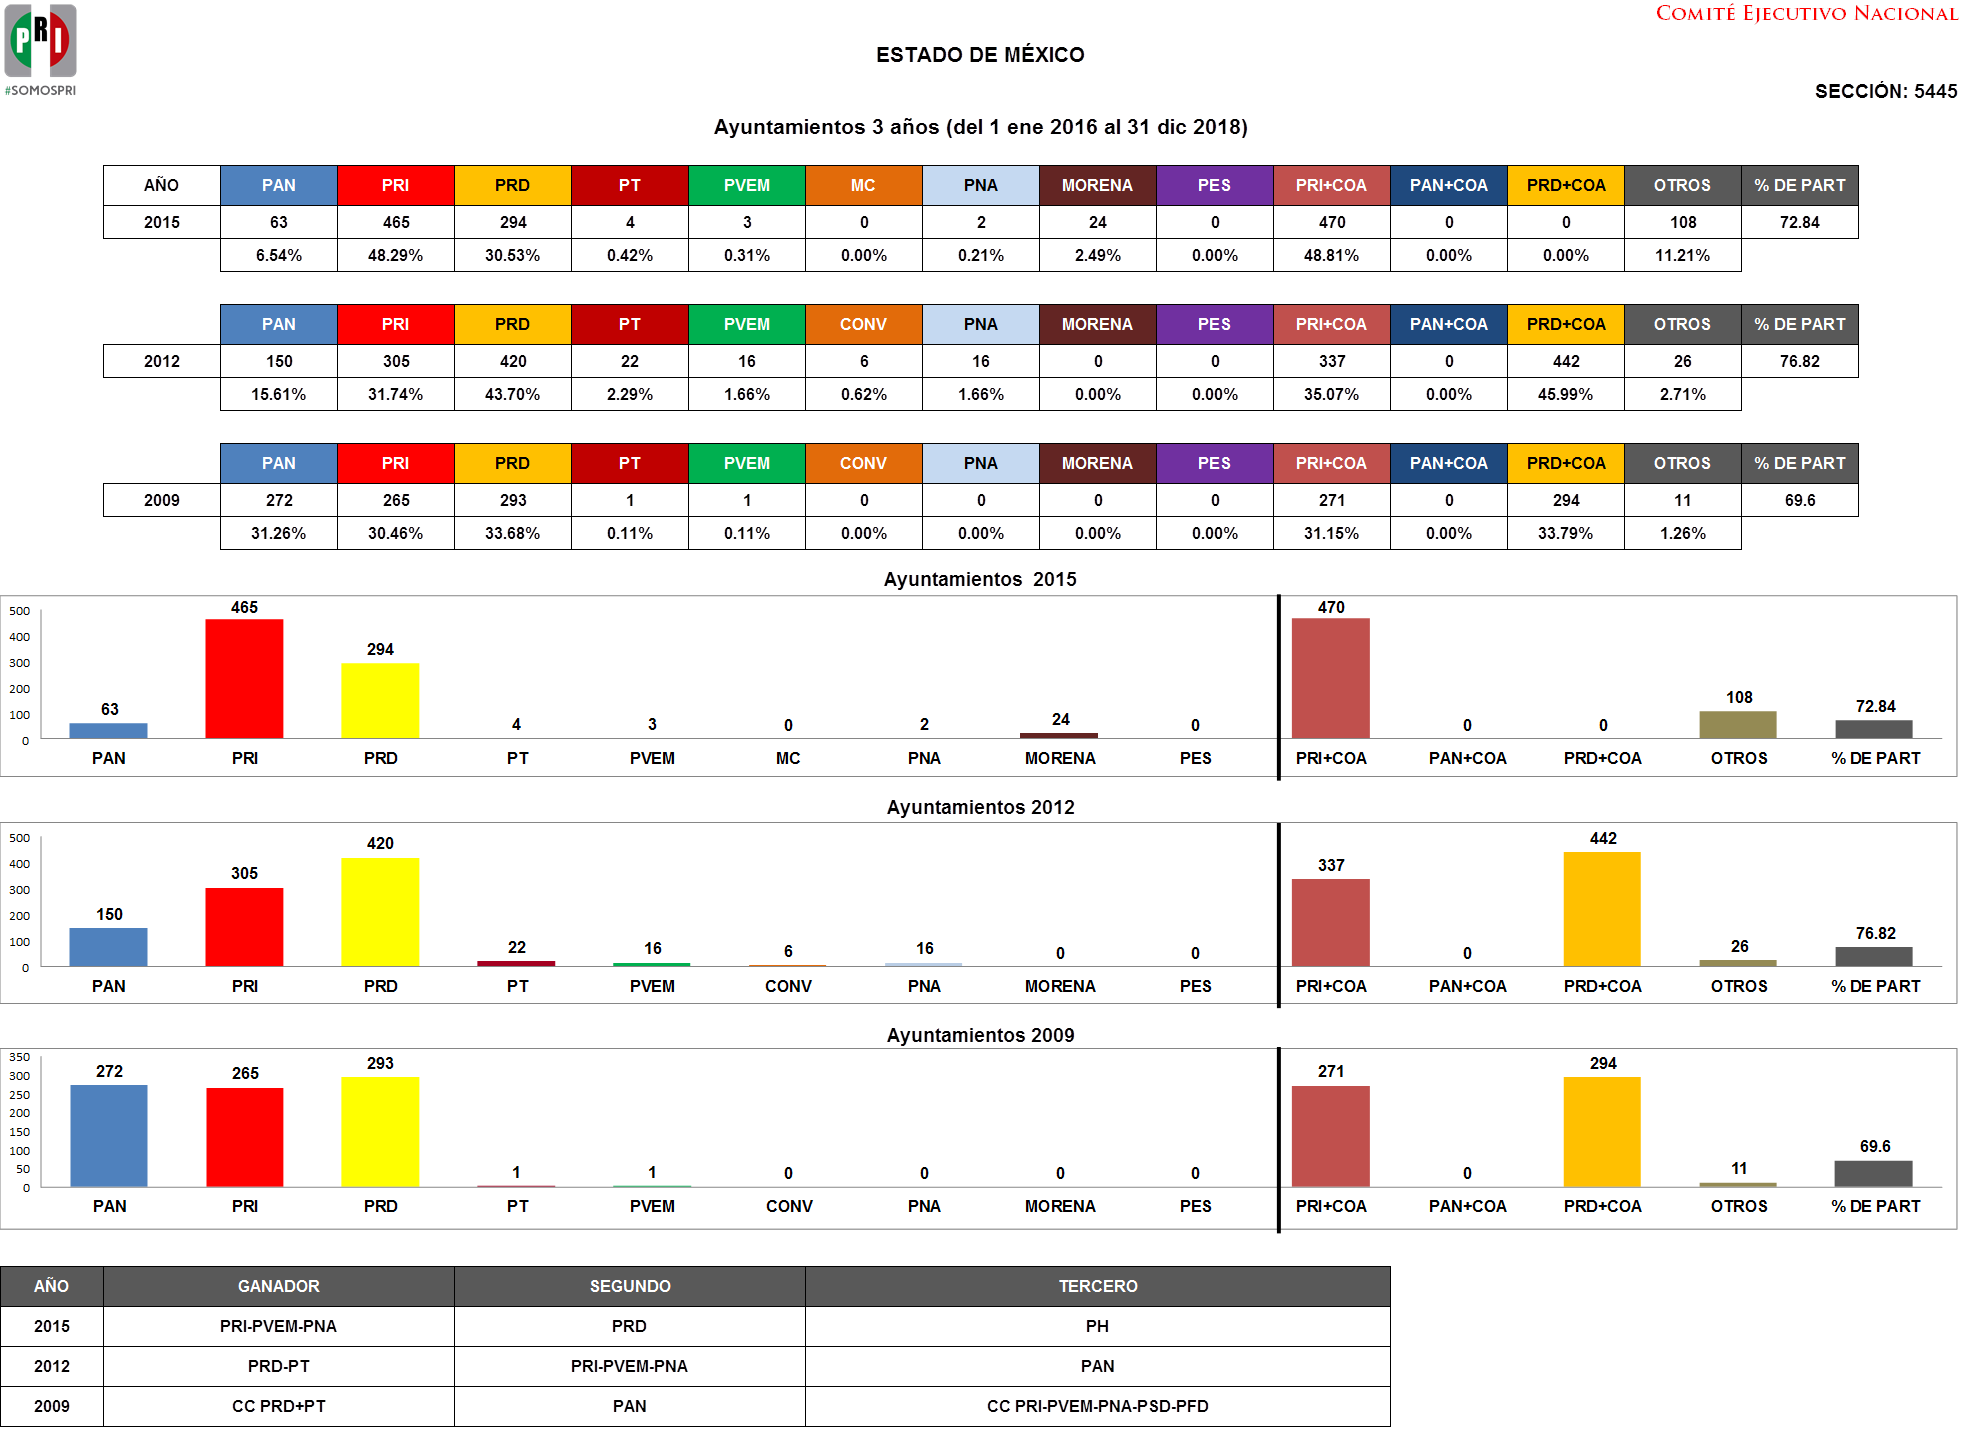 PRI
#SOMOSPRI
COMITÉ EJECUTIVO NACIONAL
ESTADO DE MÉXICO
SECCIÓN: 5445
Ayuntamientos 3 años (del 1 ene 2016 al 31 dic 2018)
AÑO PAN PRI PRD PT PVEM MC PNA MORENA PES PRI+COA PAN+COA PRD+COA OTROS % DE PART
2015 63 465 294 4 3 0 2 24 0 470 0 0 108 72.84
6.54% 48.29% 30.53% 0.42% 0.31% 0.00% 0.21% 2.49% 0.00% 48.81% 0.00% 0.00% 11.21%
PAN PRI PRD PT PVEM CONV PNA MORENA PES PRI+COA PAN+COA PRD+COA OTROS % DE PART
2012 150 305 420 22 16 6 16 0 0 337 0 442 26 76.82
15.61% 31.74% 43.70% 2.29% 1.66% 0.62% 1.66% 0.00% 0.00% 35.07% 0.00% 45.99% 2.71%
PAN PRI PRD PT PVEM CONV PNA MORENA PES PRI+COA PAN+COA PRD+COA OTROS % DE PART
2009 272 265 293 1 1 0 0 0 0 271 0 294 11 69.6
31.26% 30.46% 33.68% 0.11% 0.11% 0.00% 0.00% 0.00% 0.00% 31.15% 0.00% 33.79% 1.26%
Ayuntamientos 2015
500
400
300
200
100
0
63 465 294 4 3 0 2 24 0 470 0 0 108 72.84
PAN PRI PRD PT PVEM MC PNA MORENA PES PRI+COA PAN+COA PRD+COA OTROS % DE PART
Ayuntamientos 2012
500
400
300
200
100
0
150 305 420 22 16 6 16 0 0 337 0 442 26 76.82
PAN PRI PRD PT PVEM CONV PNA MORENA PES PRI+COA PAN+COA PRD+COA OTROS % DE PART
Ayuntamientos 2009
350
300
250
200
150
100
50
0
272 265 293 1 1 0 0 0 0 271 0 294 11 69.6
PAN PRI PRD PT PVEM CONV PNA MORENA PES PRI+COA PAN+COA PRD+COA OTROS % DE PART
AÑO GANADOR SEGUNDO TERCERO
2015 PRI-PVEM-PNA PRD PH
2012 PRD-PT PRI-PVEM-PNA PAN
2009 CC PRD+PT PAN CC PRI-PVEM-PNA-PSD-PFD